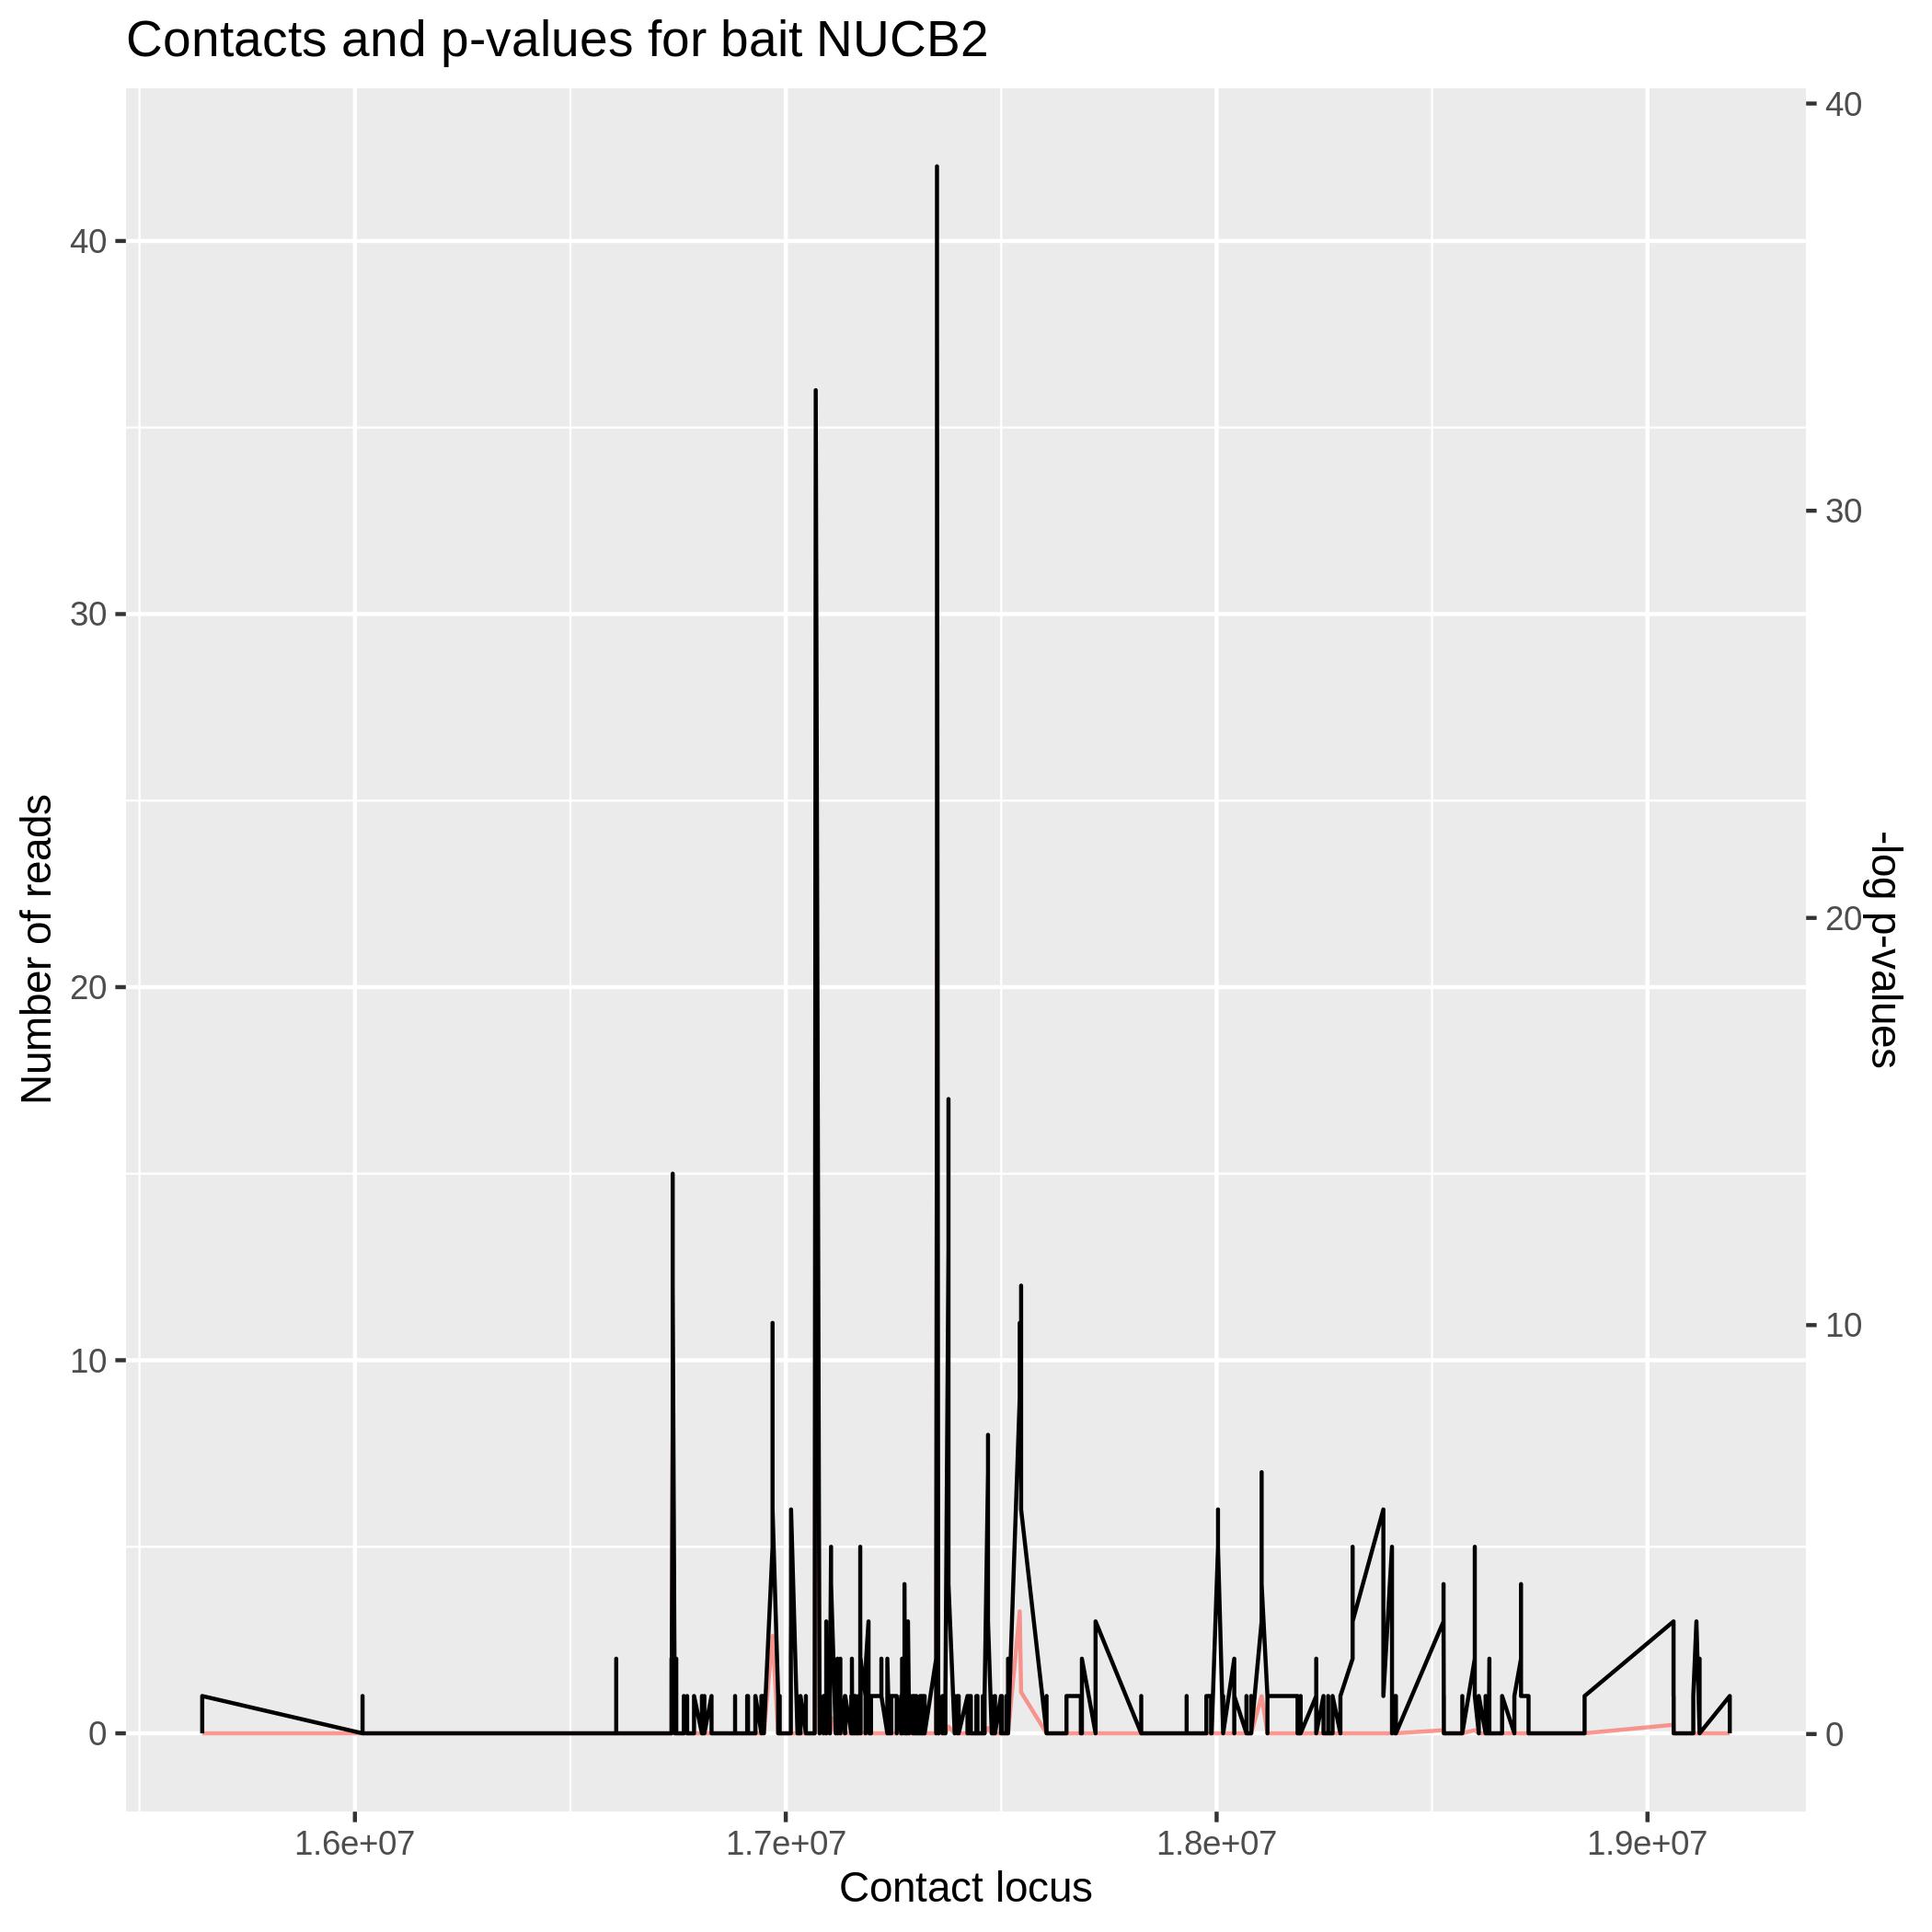 Contacts and p-values for bait NUCB2
40
30
20
10
0
Number of reads
40
30
20
10
0
-log p-values
1.6e+07
1.7e+07
1.8e+07
1.9e+07
Contact locus